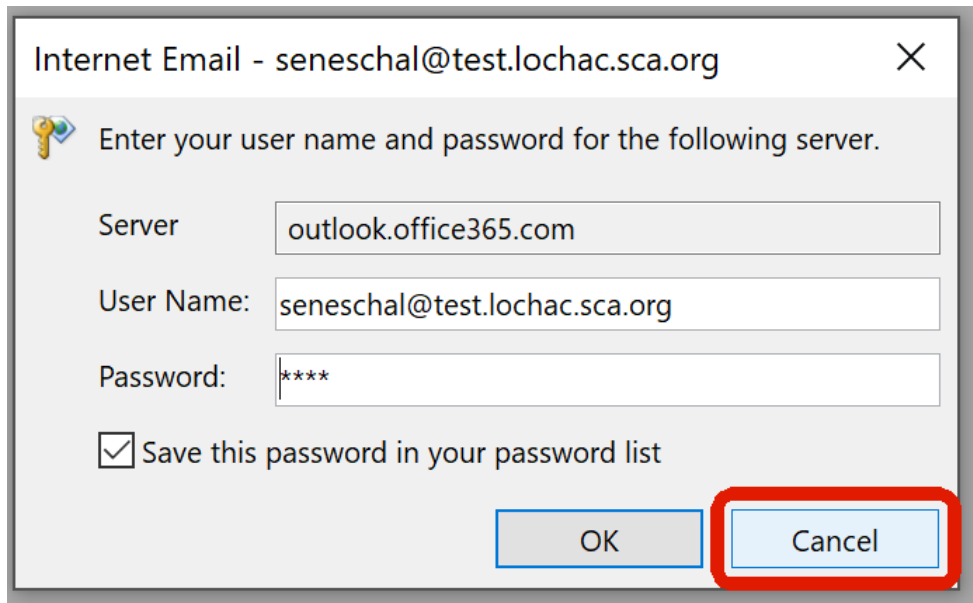 Internet Email - seneschal@test.lochac.sca.org
Enter your user name and password for the following server.
Server outlook.office365.com
User Name: seneschal@test.lochac.sca.org
Password: ****
Save this password in your password list
OK Cancel